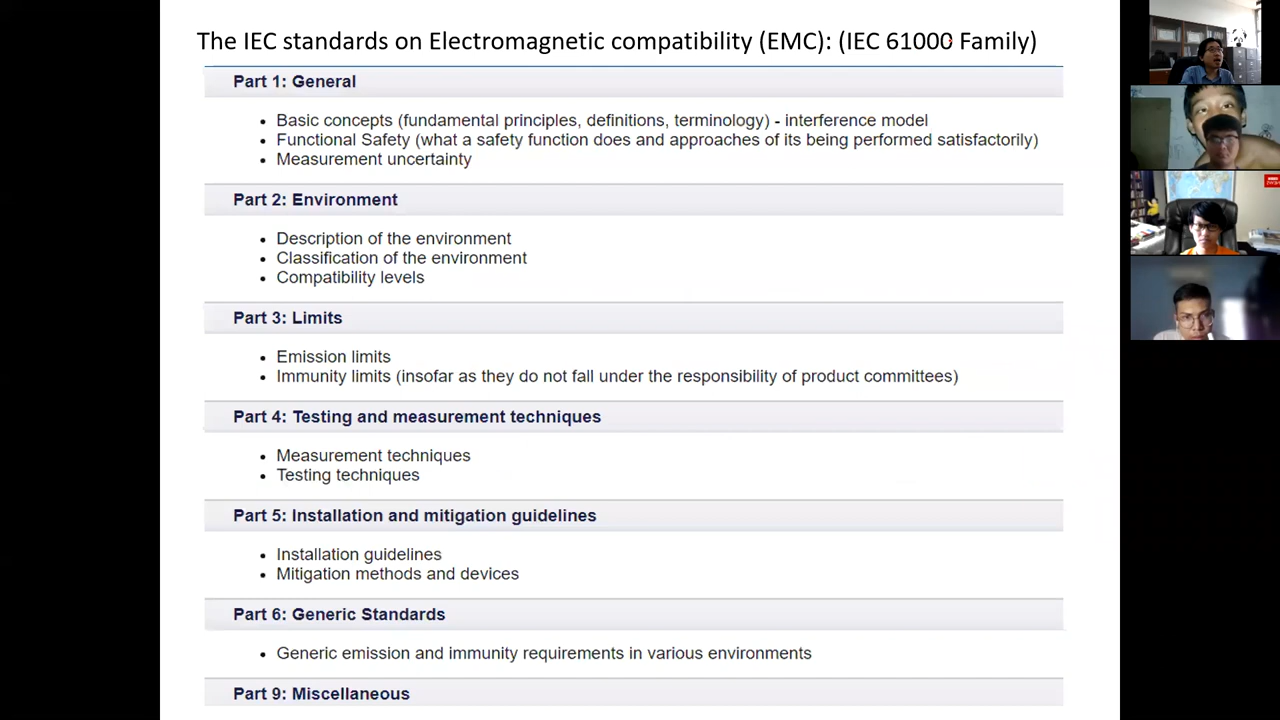 The IEC standards on Electromagnetic compatibility (EMC): (IEC 61000 Family)
Part 1: General
• Basic concepts (fundamental principles, definitions, terminology) - interference model
• Functional Safety (what a safety function does and approaches of its being performed satisfactorily)
• Measurement uncertainty
Part 2: Environment
• Description of the environment
• Classification of the environment
• Compatibility levels
Part 3: Limits
• Emission limits
• Immunity limits (insofar as they do not fall under the responsibility of product committees)
Part 4: Testing and measurement techniques
• Measurement techniques
• Testing techniques
Part 5: Installation and mitigation guidelines
• Installation guidelines
• Mitigation methods and devices
Part 6: Generic Standards
• Generic emission and immunity requirements in various environments
Part 9: Miscellaneous